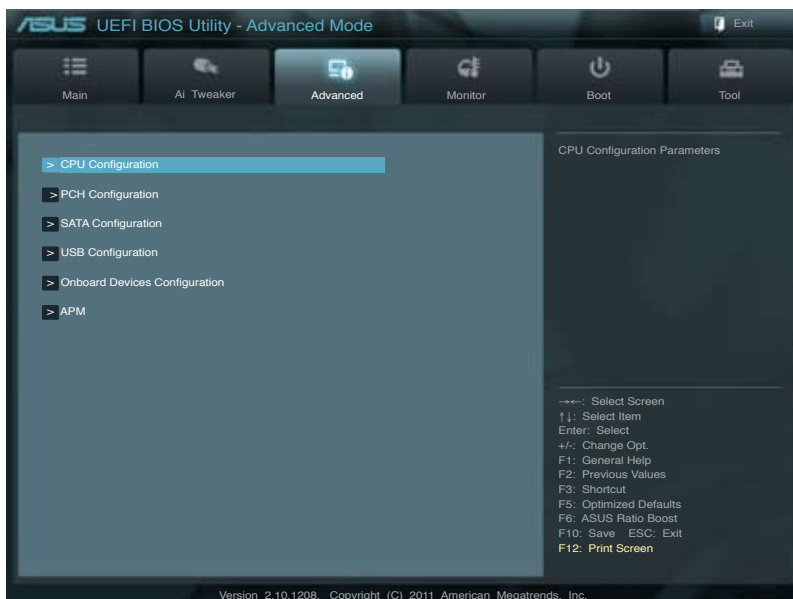 ASUS UEFI BIOS Utility - Advanced Mode
Exit
Main
Ai Tweaker
Advanced
Monitor
Boot
Tool
> CPU Configuration
> PCH Configuration
> SATA Configuration
> USB Configuration
> Onboard Devices Configuration
> APM
CPU Configuration Parameters
→←: Select Screen
↑↓: Select Item
Enter: Select
+/-: Change Opt.
F1: General Help
F2: Previous Values
F3: Shortcut
F5: Optimized Defaults
F6: ASUS Ratio Boost
F10: Save ESC: Exit
F12: Print Screen
Version 2.10.1208. Copyright (C) 2011 American Megatrends, Inc.